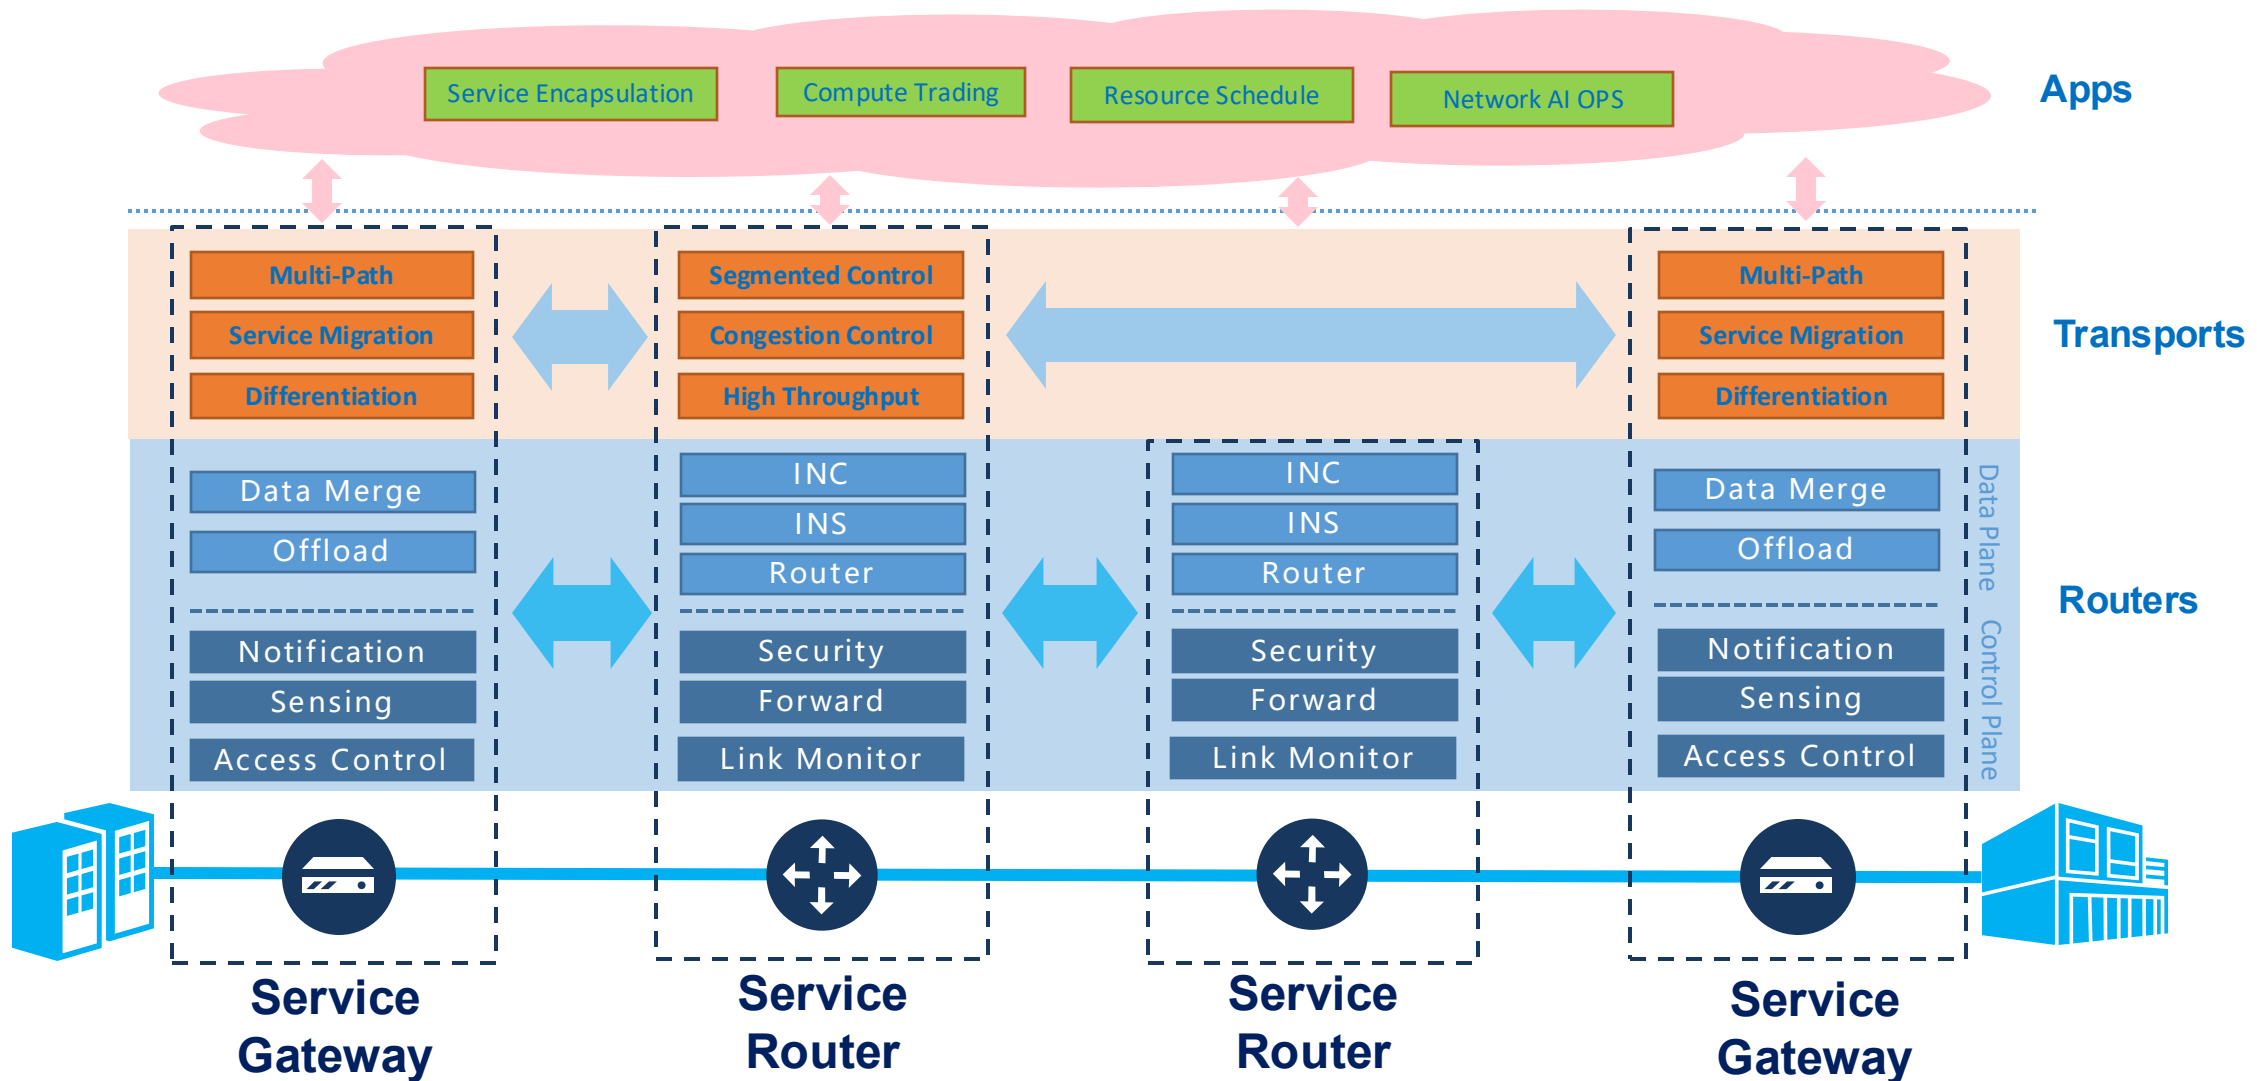 Service Encapsulation
Compute Trading
Resource Schedule
Network AI OPS
Apps
Multi-Path
Service Migration
Differentiation
Segmented Control
Congestion Control
High Throughput
Multi-Path
Service Migration
Differentiation
Transports
Data Merge
Offload
Notification
Sensing
Access Control
INC
INS
Router
Security
Forward
Link Monitor
INC
INS
Router
Security
Forward
Link Monitor
Data Merge
Offload
Notification
Sensing
Access Control
Data Plane
Control Plane
Routers
Service
Gateway
Service
Router
Service
Router
Service
Gateway